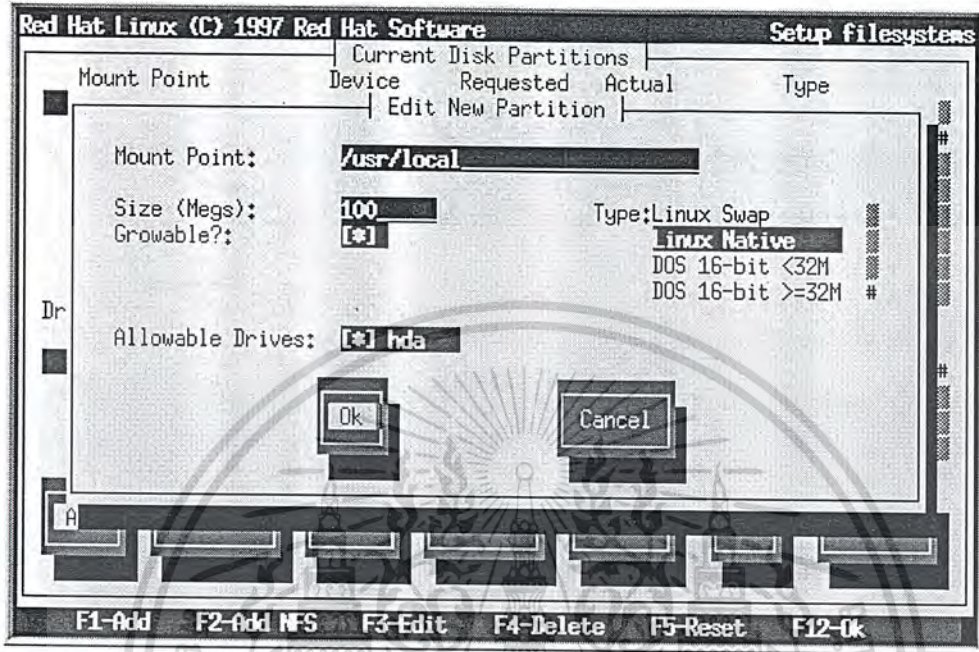 Red Hat Linux (C) 1997 Red Hat Software Setup filesystems
Current Disk Partitions
Mount Point Device Requested Actual Type
Edit New Partition
Mount Point: /usr/local
Size (Megs): 100 Type:Linux Swap
Growable?: [*] Linux Native
DOS 16-bit <32M
DOS 16-bit >=32M #
Dr
Allowable Drives: [*] hda
#
#
Ok Cancel
A
F1-Add F2-Add NFS F3-Edit F4-Delete F5-Reset F12-Ok